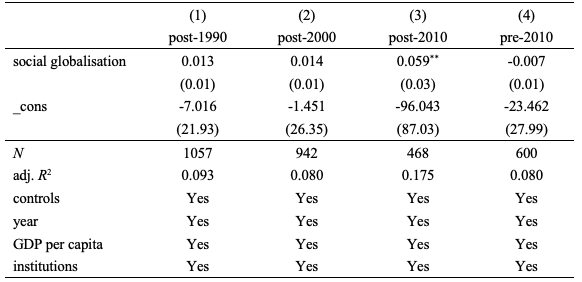 (1) (2) (3) (4)
post-1990 post-2000 post-2010 pre-2010
social globalisation 0.013 0.014 0.059** -0.007
(0.01) (0.01) (0.03) (0.01)
_cons -7.016 -1.451 -96.043 -23.462
(21.93) (26.35) (87.03) (27.99)
N 1057 942 468 600
adj. R² 0.093 0.080 0.175 0.080
controls Yes Yes Yes Yes
year Yes Yes Yes Yes
GDP per capita Yes Yes Yes Yes
institutions Yes Yes Yes Yes